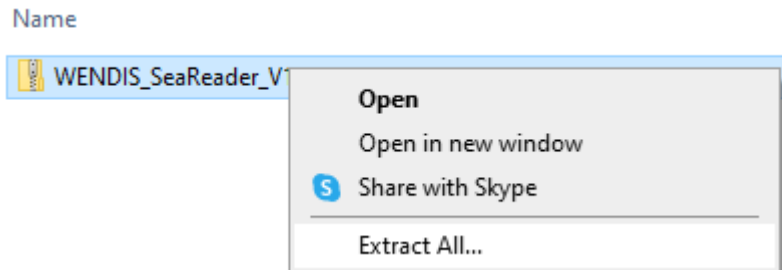 Name
WENDIS_SeaReader_V1
Open
Open in new window
Share with Skype
Extract All...